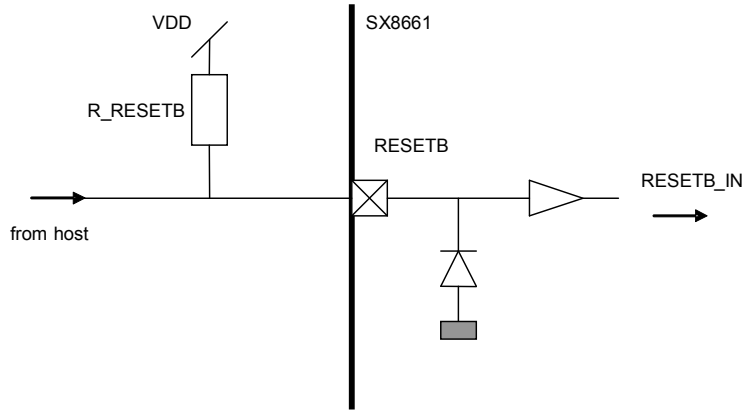 VDD
SX8661
R_RESETB
RESETB
RESETB_IN
from host